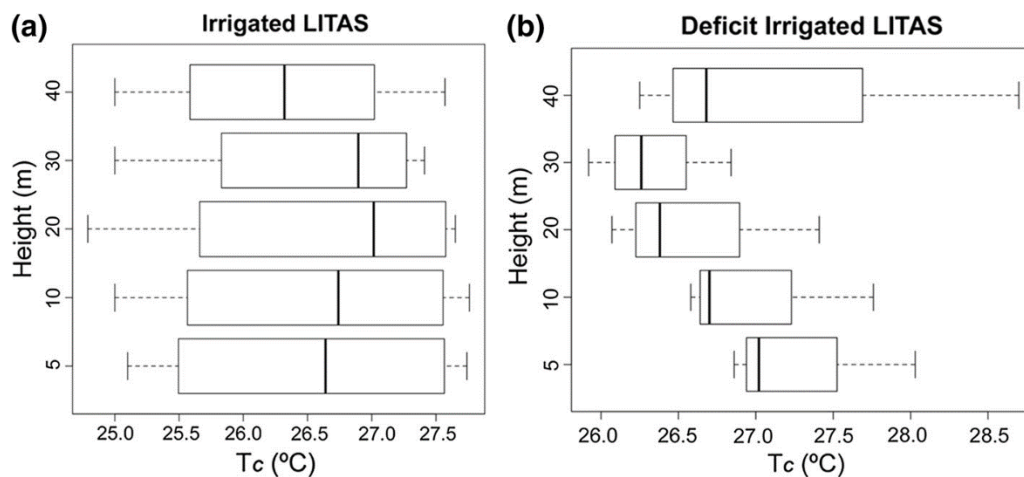 (a) Irrigated LITAS
Height (m)
40
30
20
10
5
25.0 25.5 26.0 26.5 27.0 27.5
Tc (ºC)
(b) Deficit Irrigated LITAS
Height (m)
40
30
20
10
5
26.0 26.5 27.0 27.5 28.0 28.5
Tc (ºC)